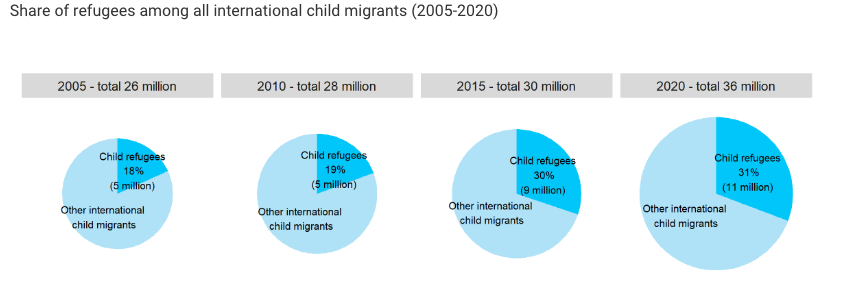 Share of refugees among all international child migrants (2005-2020)
2005 - total 26 million
2010 - total 28 million
2015 - total 30 million
2020 - total 36 million
Child refugees
18%
(5 million)
Other international
child migrants
Child refugees
19%
(5 million)
Other international
child migrants
Child refugees
30%
(9 million)
Other international
child migrants
Child refugees
31%
(11 million)
Other international
child migrants